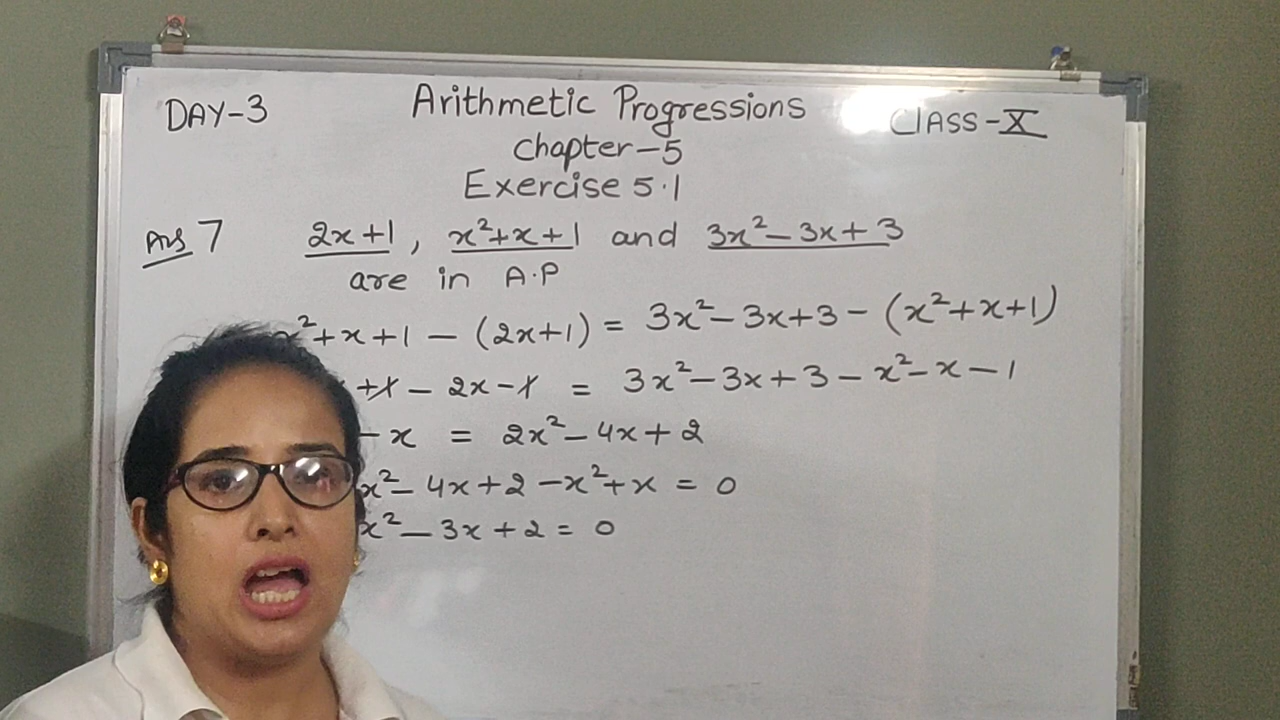 DAY-3 Arithmetic Progressions CLASS-X
Chapter-5
Exercise 5.1
Ans 7 2x+1, x²+x+1 and 3x²-3x+3
are in A.P
x²+x+1-(2x+1) = 3x²-3x+3-(x²+x+1)
+1-2x-1 = 3x²-3x+3-x²-x-1
-x = 2x²-4x+2
x²-4x+2-x²+x = 0
x²-3x+2 = 0